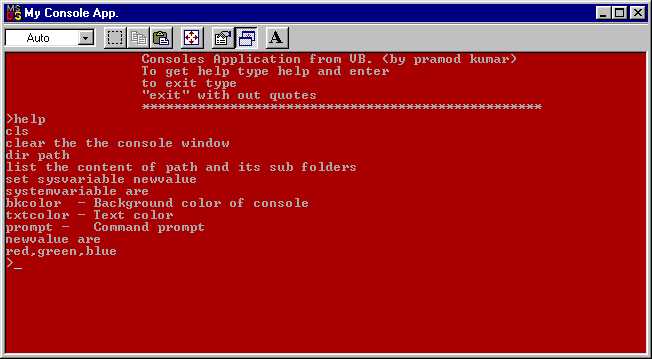 My Console App.
Auto
A
Consoles Application from VB. (by pramod kumar)
To get help type help and enter
to exit type
"exit" with out quotes
*************************************************
>help
cls
clear the the console window
dir path
list the content of path and its sub folders
set sysvariable newvalue
systemvariable are
bkcolor  - Background color of console
txtcolor - Text color
prompt -   Command prompt
newvalue are
red,green,blue
>_